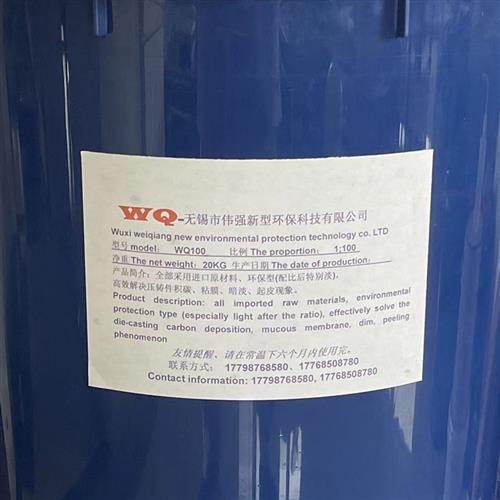 WQ-无锡市伟强新型环保科技有限公司
Wuxi weiqiang new environmental protection technology co. LTD
型号 model: WQ100 比例 The proportion: 1:100
净重 The net weight: 20KG 生产日期 The date of production:
产品简介：全部采用进口原材料、环保型(配比后特别淡)，
高效解决压铸件积碳、粘膜、暗淡、起皮现象。
Product description: all imported raw materials, environmental
protection type (especially light after the ratio), effectively solve the
die-casting carbon deposition, mucous membrane, dim, peeling
phenomenon
友情提醒、请在常温下六个月内使用完。
联系方式： 17798768580、 17768508780
Contact information: 17798768580, 17768508780